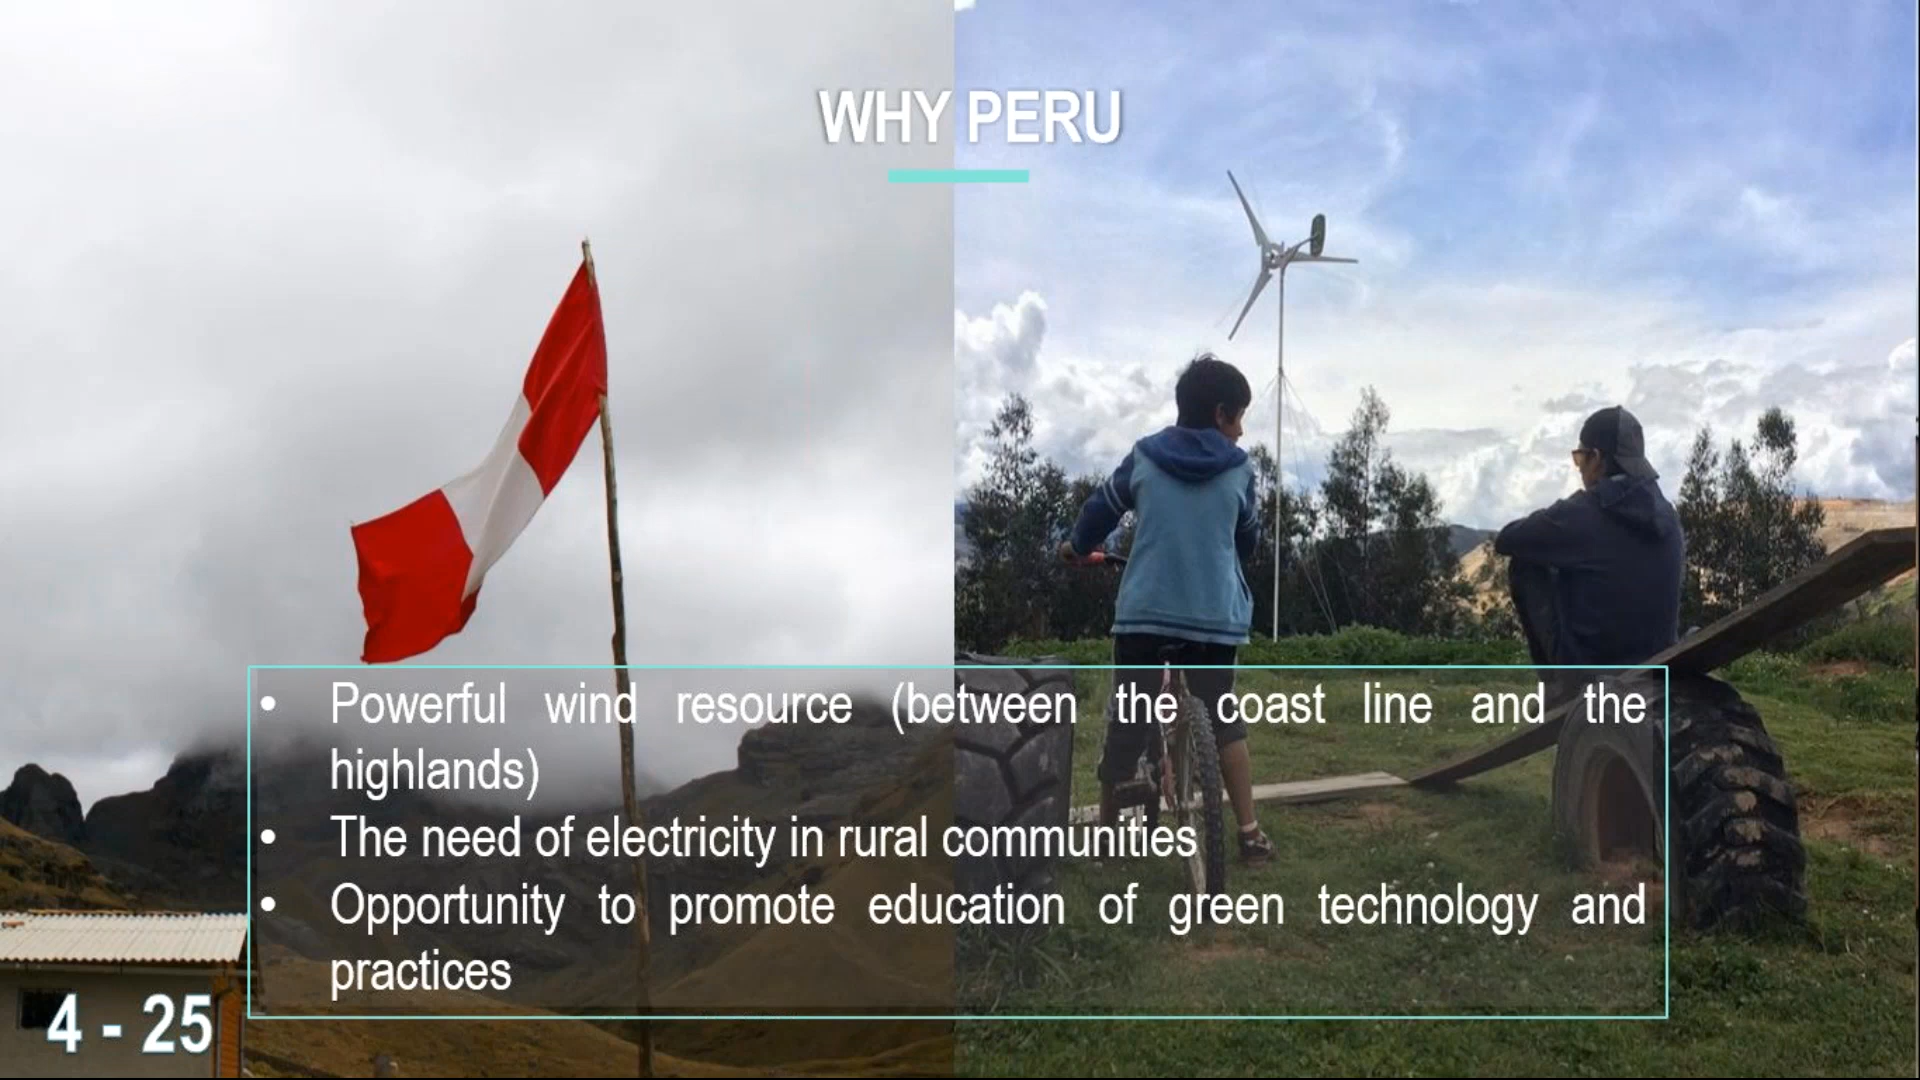 WHY PERU
• Powerful wind resource (between the coast line and the
highlands)
• The need of electricity in rural communities
• Opportunity to promote education of green technology and
practices
4 - 25